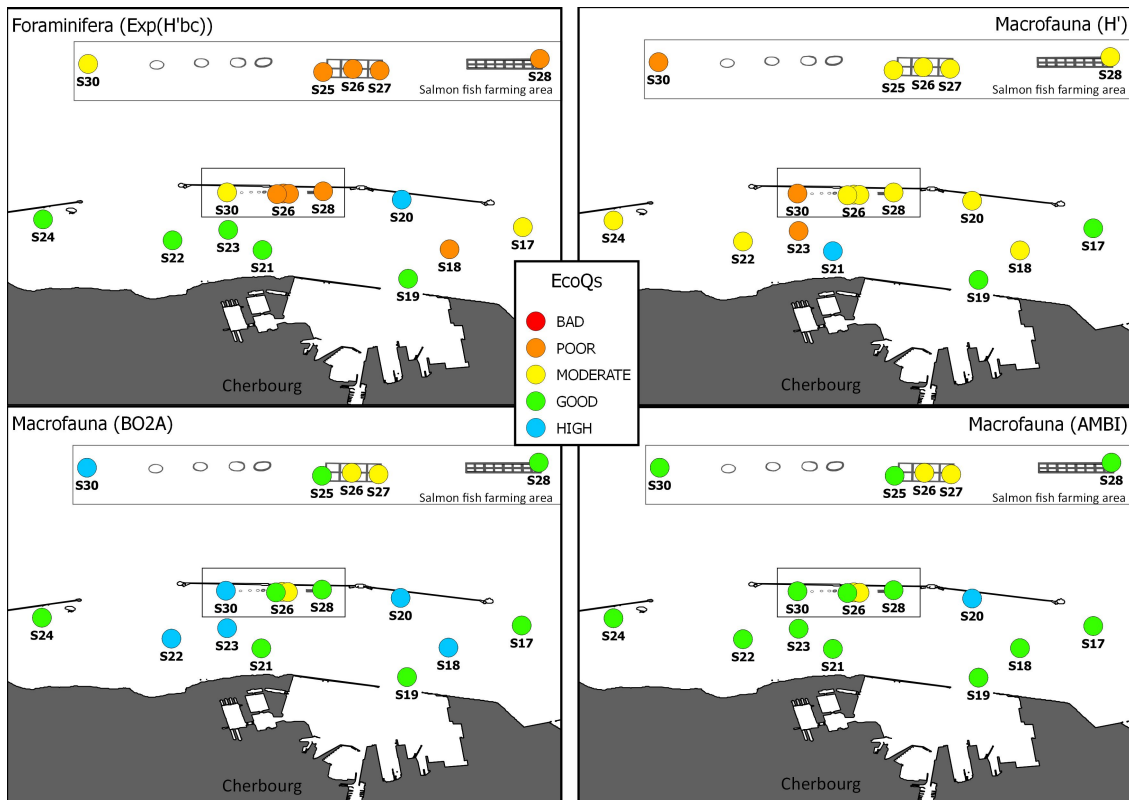 Foraminifera (Exp(H'bc))
S30
S25
S26
S27
S28
Salmon fish farming area
S30
S26
S28
S20
S24
S22
S23
S21
S17
S18
S19
Cherbourg
Macrofauna (H')
S30
S25
S26
S27
S28
Salmon fish farming area
S30
S26
S28
S20
S24
S22
S23
S21
S17
S18
S19
Cherbourg
EcoQs
BAD
POOR
MODERATE
GOOD
HIGH
Macrofauna (BO2A)
S30
S25
S26
S27
S28
Salmon fish farming area
S30
S26
S28
S20
S24
S22
S23
S21
S17
S18
S19
Cherbourg
Macrofauna (AMBI)
S30
S25
S26
S27
S28
Salmon fish farming area
S30
S26
S28
S20
S24
S22
S23
S21
S17
S18
S19
Cherbourg